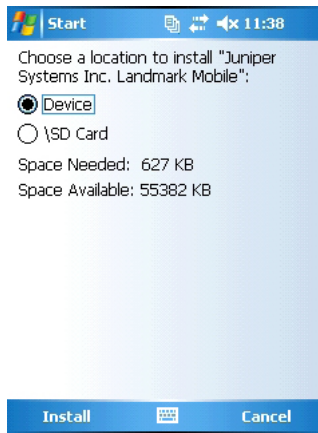 Start 11:38
Choose a location to install "Juniper
Systems Inc. Landmark Mobile":
Device
\SD Card
Space Needed: 627 KB
Space Available: 55382 KB
Install Cancel